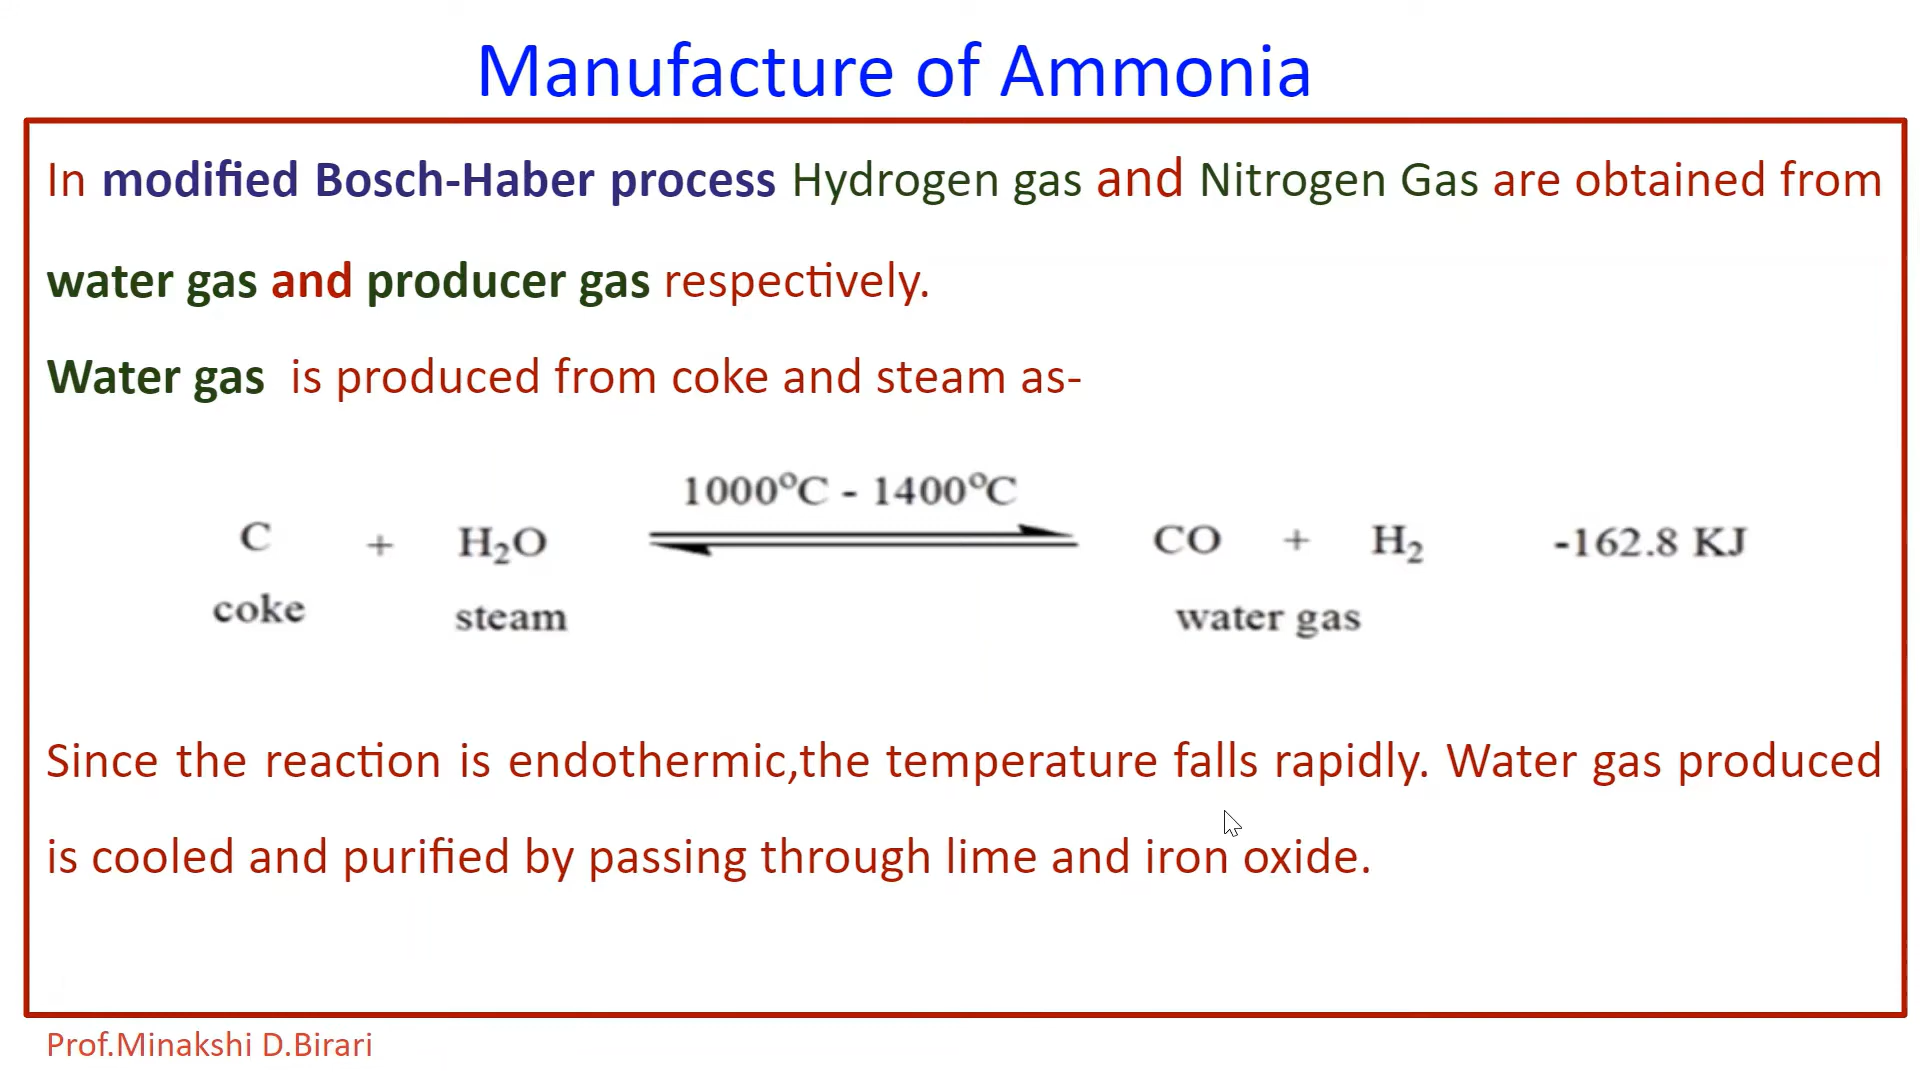 Manufacture of Ammonia
In modified Bosch-Haber process Hydrogen gas and Nitrogen Gas are obtained from
water gas and producer gas respectively.
Water gas is produced from coke and steam as-
1000°C - 1400°C
C + H₂O ⇌ CO + H₂ -162.8 KJ
coke steam water gas
Since the reaction is endothermic,the temperature falls rapidly. Water gas produced
is cooled and purified by passing through lime and iron oxide.
Prof.Minakshi D.Birari